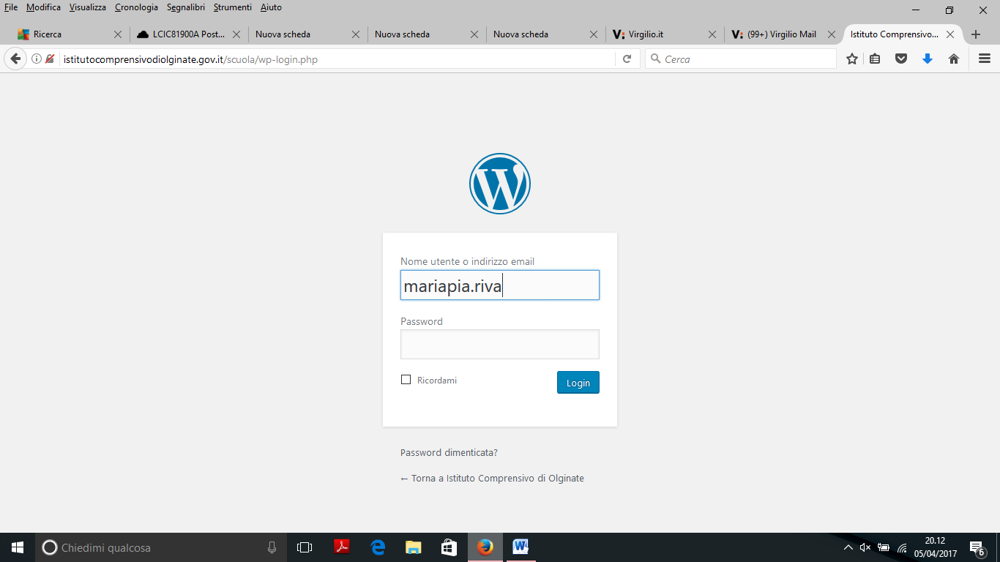 File Modifica Visualizza Cronologia Segnalibri Strumenti Aiuto
Ricerca LCIC81900A Post... Nuova scheda Nuova scheda Nuova scheda V: Virgilio.it V: (99+) Virgilio Mail Istituto Comprensivo...
istitutocomprensivodiolginate.gov.it/scuola/wp-login.php Cerca
Nome utente o indirizzo email
mariapia.riva
Password
Ricordami Login
Password dimenticata?
← Torna a Istituto Comprensivo di Olginate
Chiedimi qualcosa
20.12
05/04/2017
6